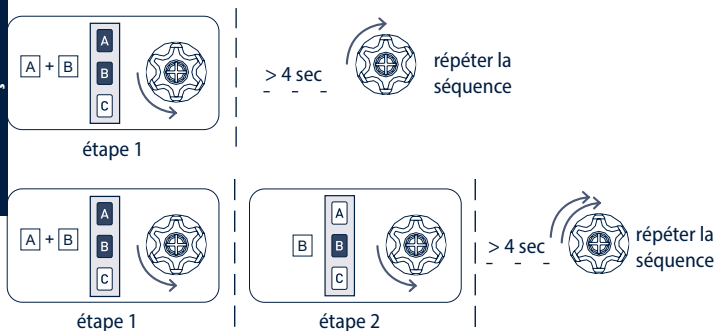 A + B
A
B
C
étape 1
> 4 sec
répéter la
séquence
A + B
A
B
C
étape 1
B
A
B
C
étape 2
> 4 sec
répéter la
séquence